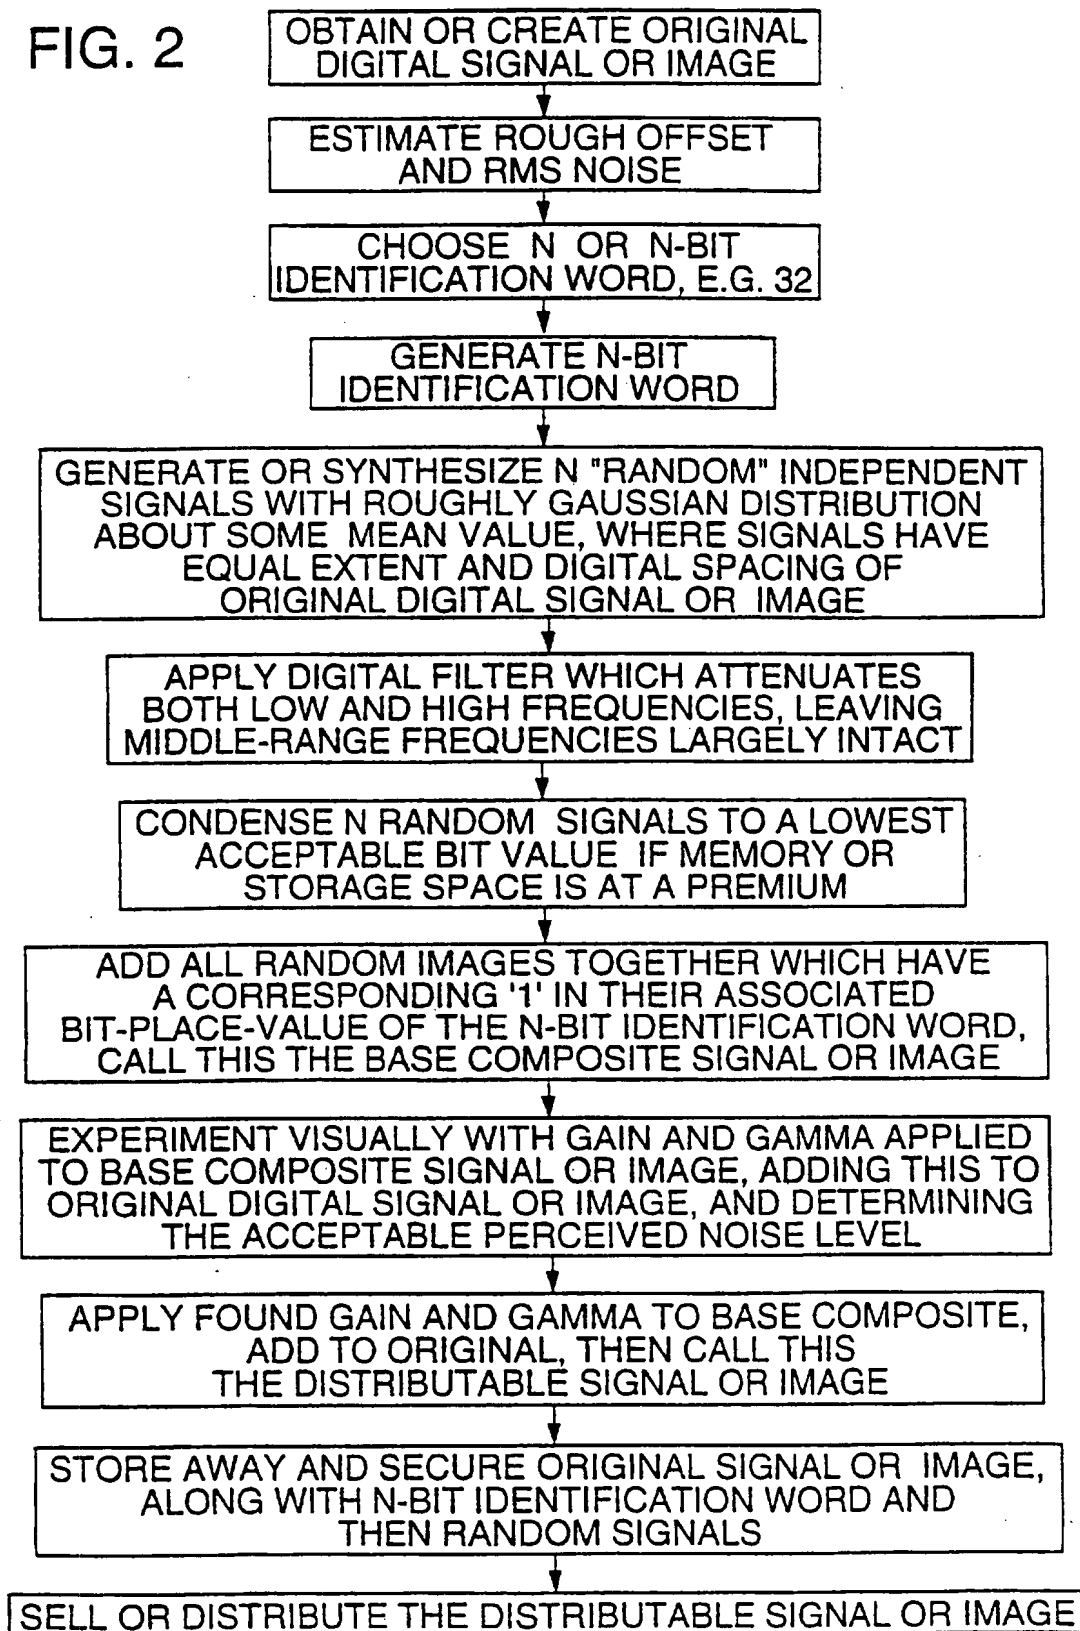 FIG. 2
OBTAIN OR CREATE ORIGINAL
DIGITAL SIGNAL OR IMAGE
ESTIMATE ROUGH OFFSET
AND RMS NOISE
CHOOSE N OR N-BIT
IDENTIFICATION WORD, E.G. 32
GENERATE N-BIT
IDENTIFICATION WORD
GENERATE OR SYNTHESIZE N "RANDOM" INDEPENDENT
SIGNALS WITH ROUGHLY GAUSSIAN DISTRIBUTION
ABOUT SOME MEAN VALUE, WHERE SIGNALS HAVE
EQUAL EXTENT AND DIGITAL SPACING OF
ORIGINAL DIGITAL SIGNAL OR IMAGE
APPLY DIGITAL FILTER WHICH ATTENUATES
BOTH LOW AND HIGH FREQUENCIES, LEAVING
MIDDLE-RANGE FREQUENCIES LARGELY INTACT
CONDENSE N RANDOM SIGNALS TO A LOWEST
ACCEPTABLE BIT VALUE IF MEMORY OR
STORAGE SPACE IS AT A PREMIUM
ADD ALL RANDOM IMAGES TOGETHER WHICH HAVE
A CORRESPONDING '1' IN THEIR ASSOCIATED
BIT-PLACE-VALUE OF THE N-BIT IDENTIFICATION WORD,
CALL THIS THE BASE COMPOSITE SIGNAL OR IMAGE
EXPERIMENT VISUALLY WITH GAIN AND GAMMA APPLIED
TO BASE COMPOSITE SIGNAL OR IMAGE, ADDING THIS TO
ORIGINAL DIGITAL SIGNAL OR IMAGE, AND DETERMINING
THE ACCEPTABLE PERCEIVED NOISE LEVEL
APPLY FOUND GAIN AND GAMMA TO BASE COMPOSITE,
ADD TO ORIGINAL, THEN CALL THIS
THE DISTRIBUTABLE SIGNAL OR IMAGE
STORE AWAY AND SECURE ORIGINAL SIGNAL OR IMAGE,
ALONG WITH N-BIT IDENTIFICATION WORD AND
THEN RANDOM SIGNALS
SELL OR DISTRIBUTE THE DISTRIBUTABLE SIGNAL OR IMAGE